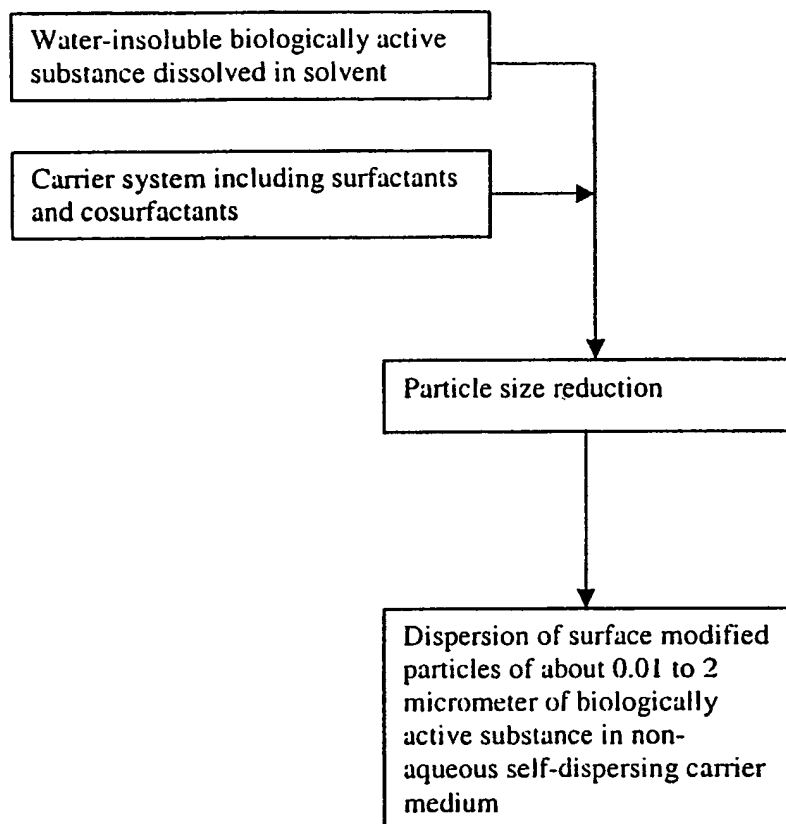 Water-insoluble biologically active
substance dissolved in solvent
Carrier system including surfactants
and cosurfactants
Particle size reduction
Dispersion of surface modified
particles of about 0.01 to 2
micrometer of biologically
active substance in non-
aqueous self-dispersing carrier
medium